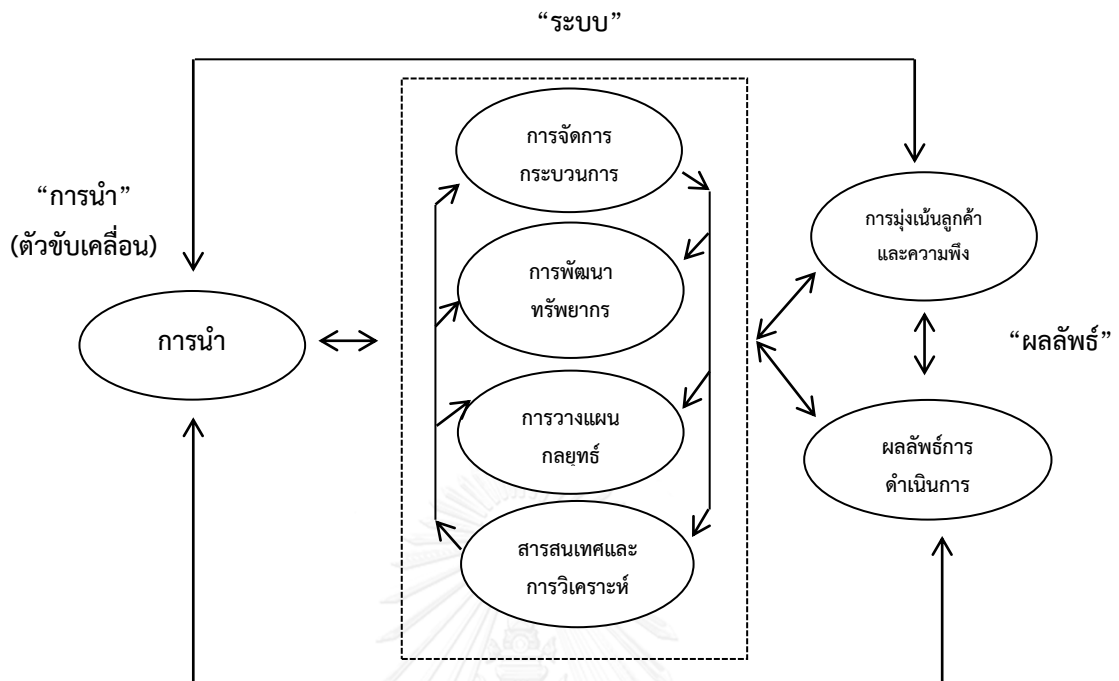 “ระบบ”
“การนำ”
(ตัวขับเคลื่อน)
การนำ
การจัดการ
กระบวนการ
การพัฒนา
ทรัพยากร
การวางแผน
กลยุทธ์
สารสนเทศและ
การวิเคราะห์
การมุ่งเน้นลูกค้า
และความพึง
“ผลลัพธ์”
ผลลัพธ์การ
ดำเนินการ